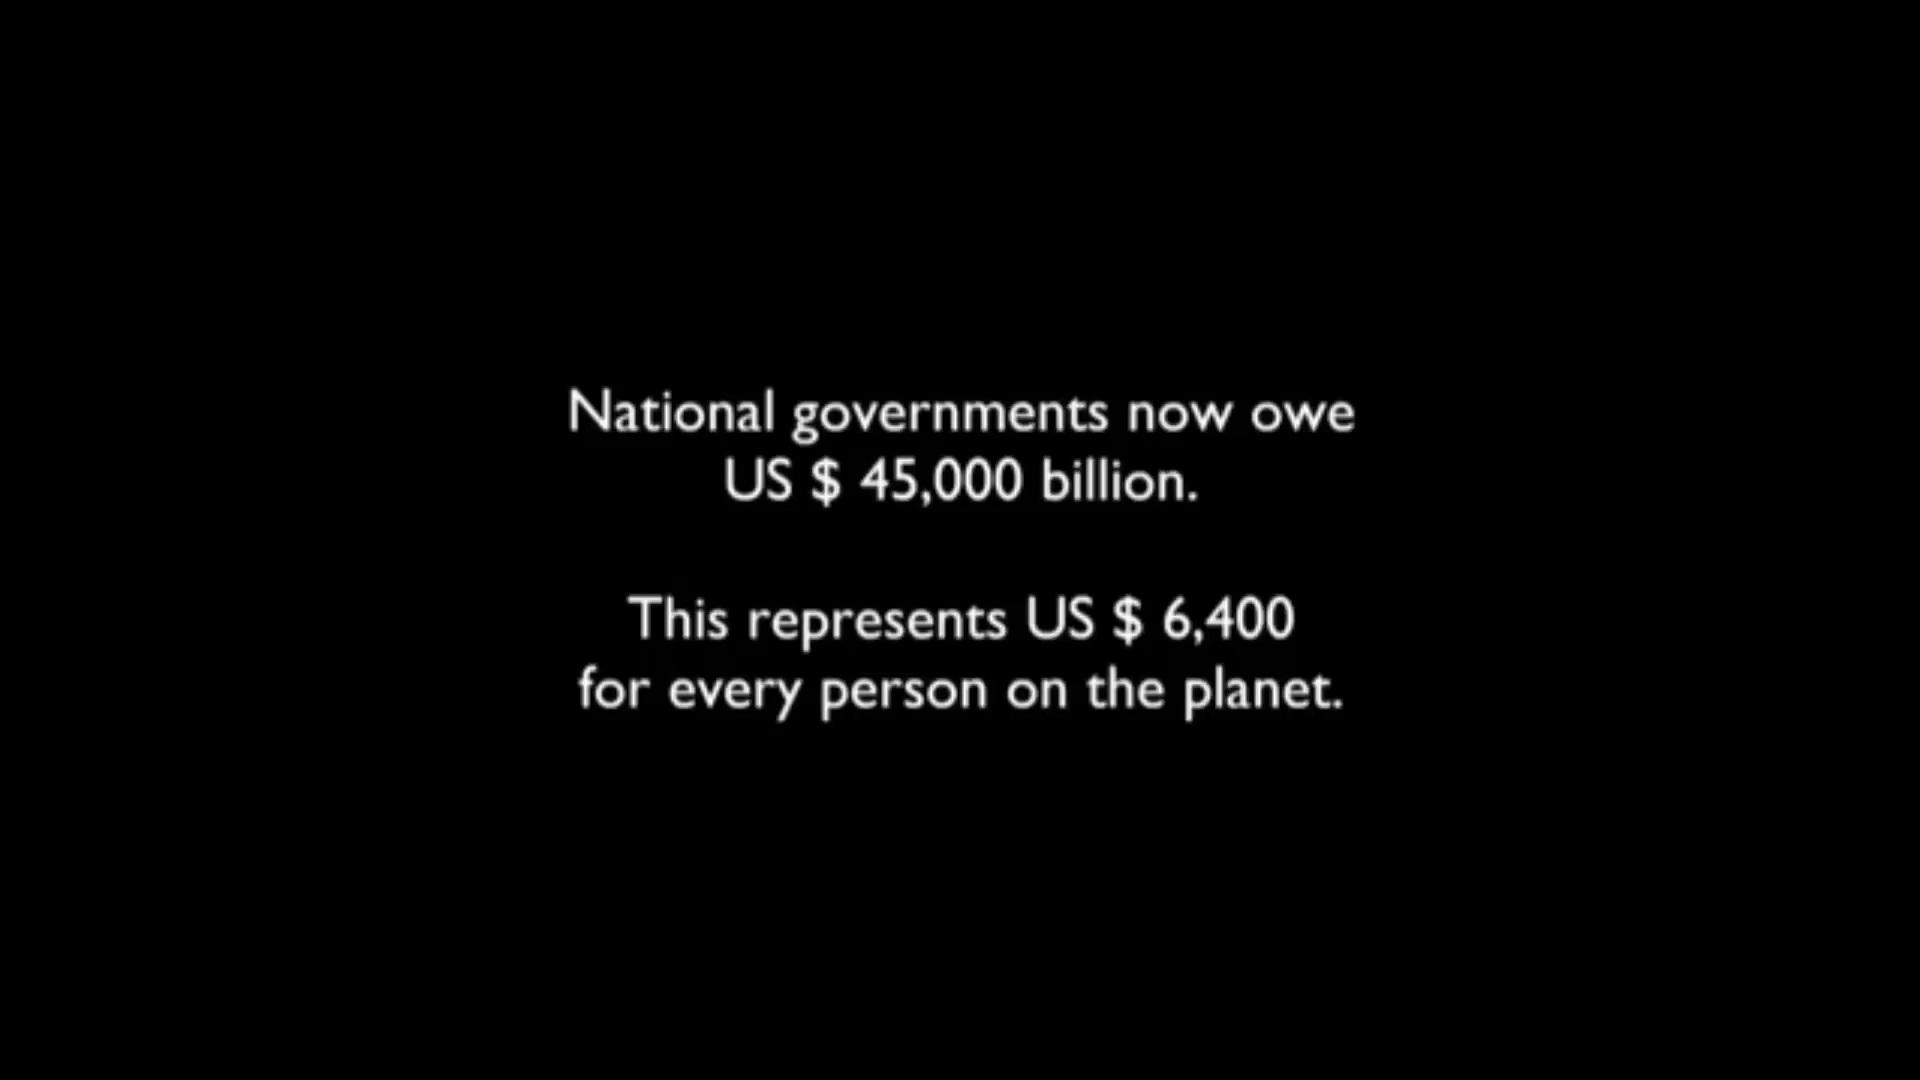 National governments now owe
US $ 45,000 billion.
This represents US $ 6,400
for every person on the planet.